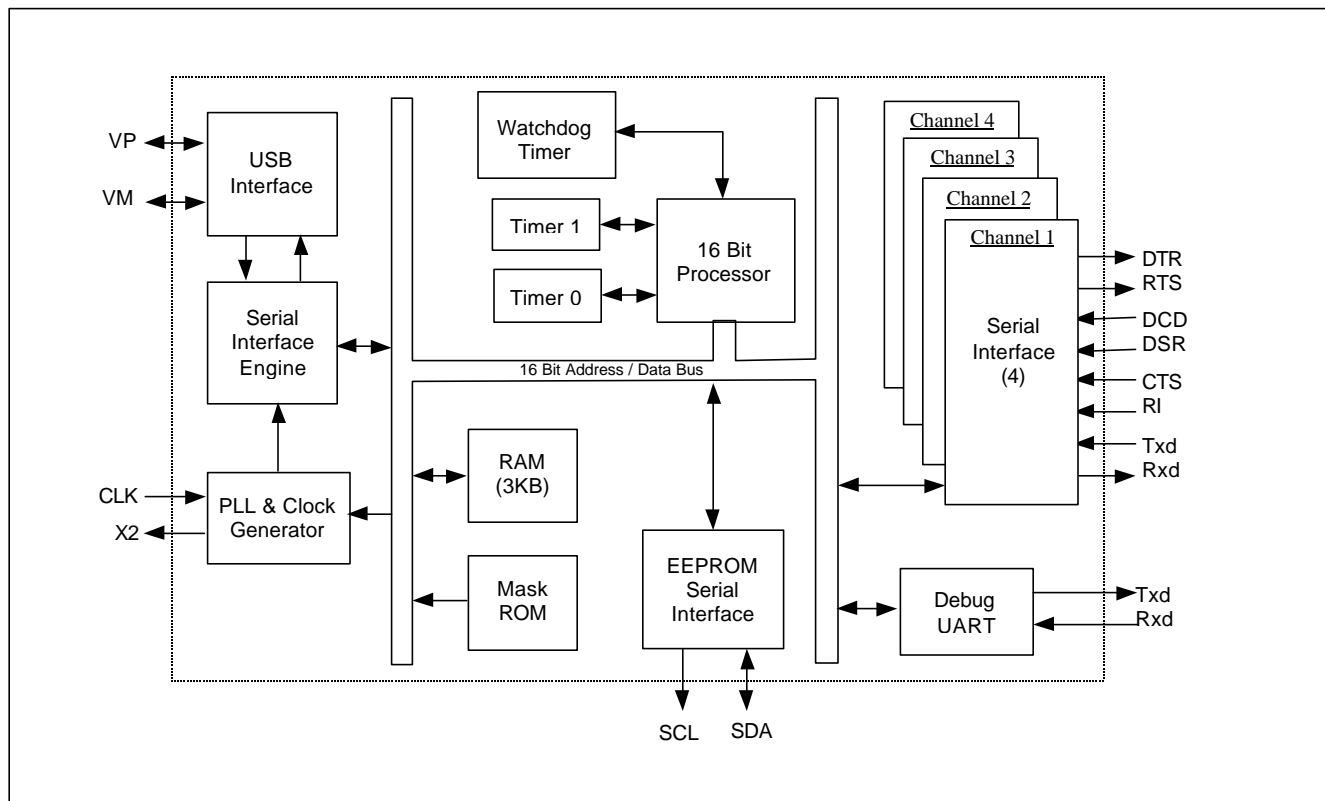 VP
VM
USB
Interface
Serial
Interface
Engine
CLK
X2
PLL & Clock
Generator
Watchdog
Timer
Timer 1
Timer 0
16 Bit
Processor
16 Bit Address / Data Bus
RAM
(3KB)
Mask
ROM
EEPROM
Serial
Interface
SCL
SDA
Channel 4
Channel 3
Channel 2
Channel 1
Serial
Interface
(4)
DTR
RTS
DCD
DSR
CTS
RI
Txd
Rxd
Debug
UART
Txd
Rxd